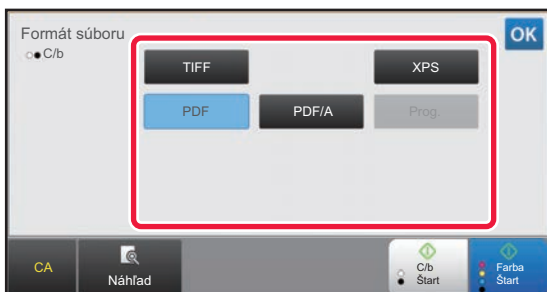 Formát súboru
OK
C/b
TIFF
XPS
PDF
PDF/A
Prog.
CA
Náhľad
C/b
Štart
Farba
Štart